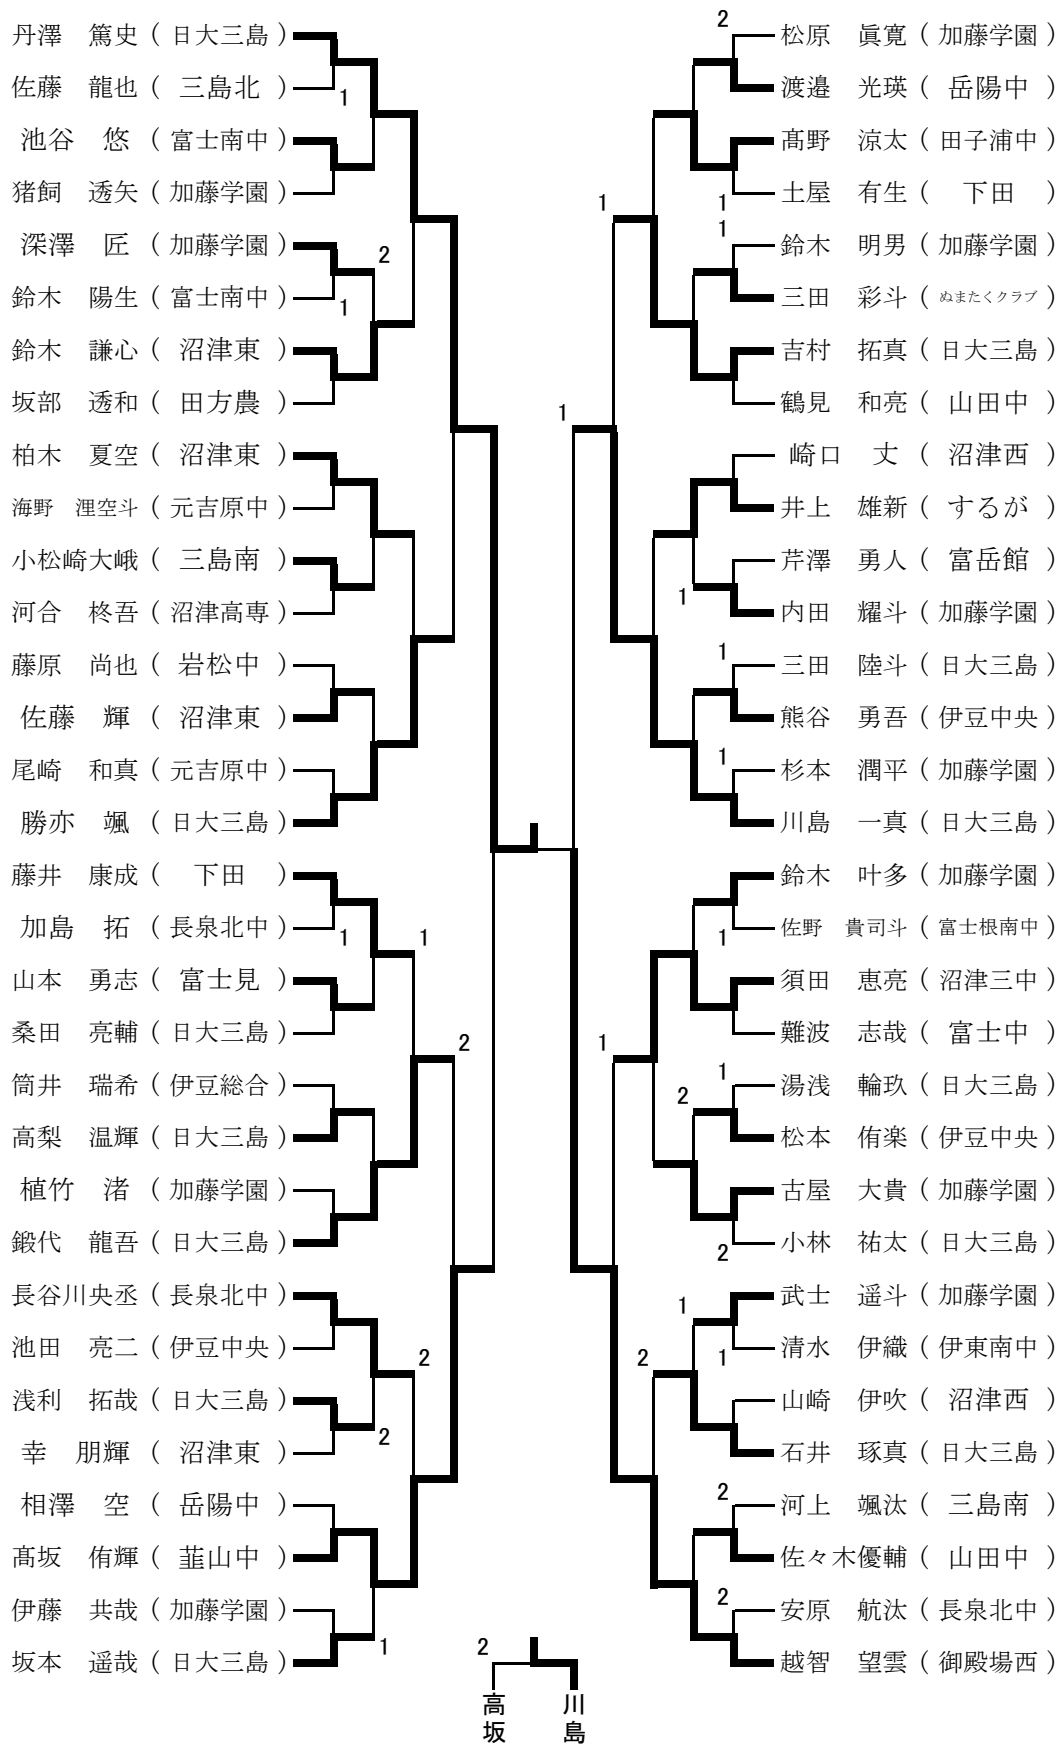 丹澤 篤史 ( 日大三島 )
佐藤 龍也 ( 三島北 )
1
池谷 悠 ( 富士南中 )
猪飼 透矢 ( 加藤学園 )
深澤 匠 ( 加藤学園 )
2
鈴木 陽生 ( 富士南中 )
1
鈴木 謙心 ( 沼津東 )
坂部 透和 ( 田方農 )
柏木 夏空 ( 沼津東 )
海野 浬空斗 ( 元吉原中 )
小松崎大峨 ( 三島南 )
河合 柊吾 ( 沼津高専 )
藤原 尚也 ( 岩松中 )
佐藤 輝 ( 沼津東 )
尾崎 和真 ( 元吉原中 )
勝亦 颯 ( 日大三島 )
藤井 康成 ( 下田 )
加島 拓 ( 長泉北中 )
1
1
山本 勇志 ( 富士見 )
桑田 亮輔 ( 日大三島 )
2
筒井 瑞希 ( 伊豆総合 )
高梨 温輝 ( 日大三島 )
植竹 渚 ( 加藤学園 )
鍛代 龍吾 ( 日大三島 )
長谷川央丞 ( 長泉北中 )
池田 亮二 ( 伊豆中央 )
2
浅利 拓哉 ( 日大三島 )
2
幸 朋輝 ( 沼津東 )
相澤 空 ( 岳陽中 )
髙坂 侑輝 ( 韮山中 )
伊藤 共哉 ( 加藤学園 )
1
坂本 遥哉 ( 日大三島 )
2
松原 眞寛 ( 加藤学園 )
渡邉 光瑛 ( 岳陽中 )
髙野 涼太 ( 田子浦中 )
土屋 有生 ( 下田 )
1
1
1
鈴木 明男 ( 加藤学園 )
三田 彩斗 ( ぬまたクラブ )
吉村 拓真 ( 日大三島 )
鶴見 和亮 ( 山田中 )
1
崎口 丈 ( 沼津西 )
井上 雄新 ( するが )
芹澤 勇人 ( 富岳館 )
1
内田 耀斗 ( 加藤学園 )
1
三田 陸斗 ( 日大三島 )
熊谷 勇吾 ( 伊豆中央 )
1
杉本 潤平 ( 加藤学園 )
川島 一真 ( 日大三島 )
鈴木 叶多 ( 加藤学園 )
佐野 貴司斗 ( 富士根南中 )
1
須田 恵亮 ( 沼津三中 )
難波 志哉 ( 富士中 )
1
1
湯浅 輪玖 ( 日大三島 )
2
松本 侑楽 ( 伊豆中央 )
古屋 大貴 ( 加藤学園 )
小林 祐太 ( 日大三島 )
2
武士 遥斗 ( 加藤学園 )
1
清水 伊織 ( 伊東南中 )
1
2
山崎 伊吹 ( 沼津西 )
石井 琢真 ( 日大三島 )
2
河上 颯汰 ( 三島南 )
佐々木優輔 ( 山田中 )
2
安原 航汰 ( 長泉北中 )
越智 望雲 ( 御殿場西 )
2
高坂
川島